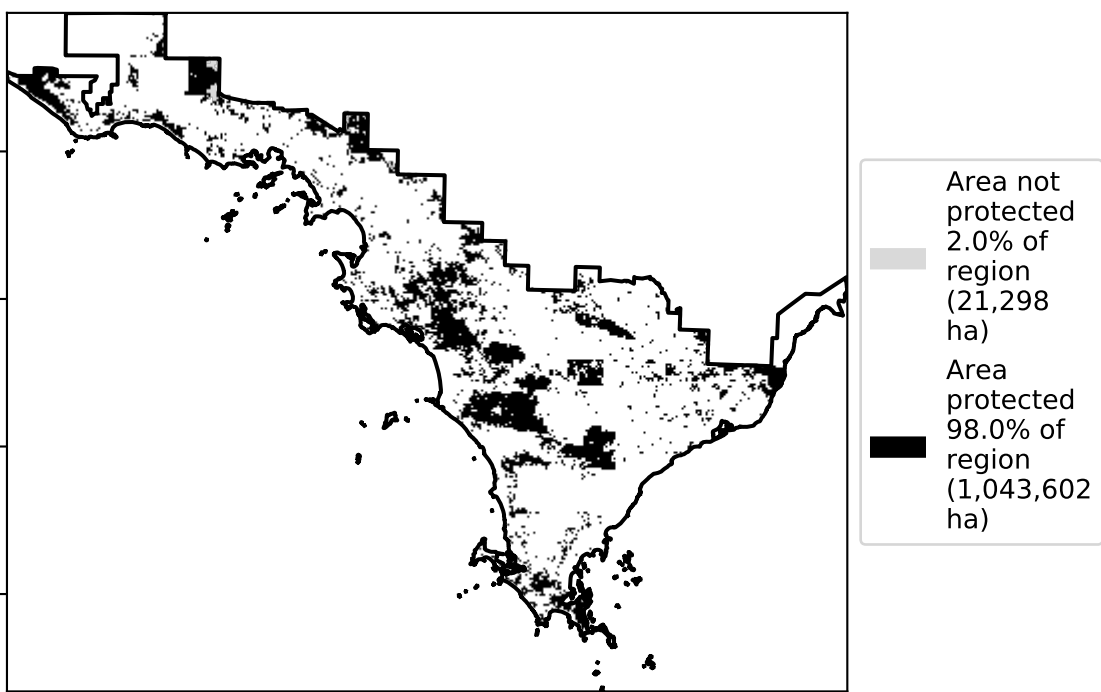 Area not
protected
2.0% of
region
(21,298
ha)
Area
protected
98.0% of
region
(1,043,602
ha)